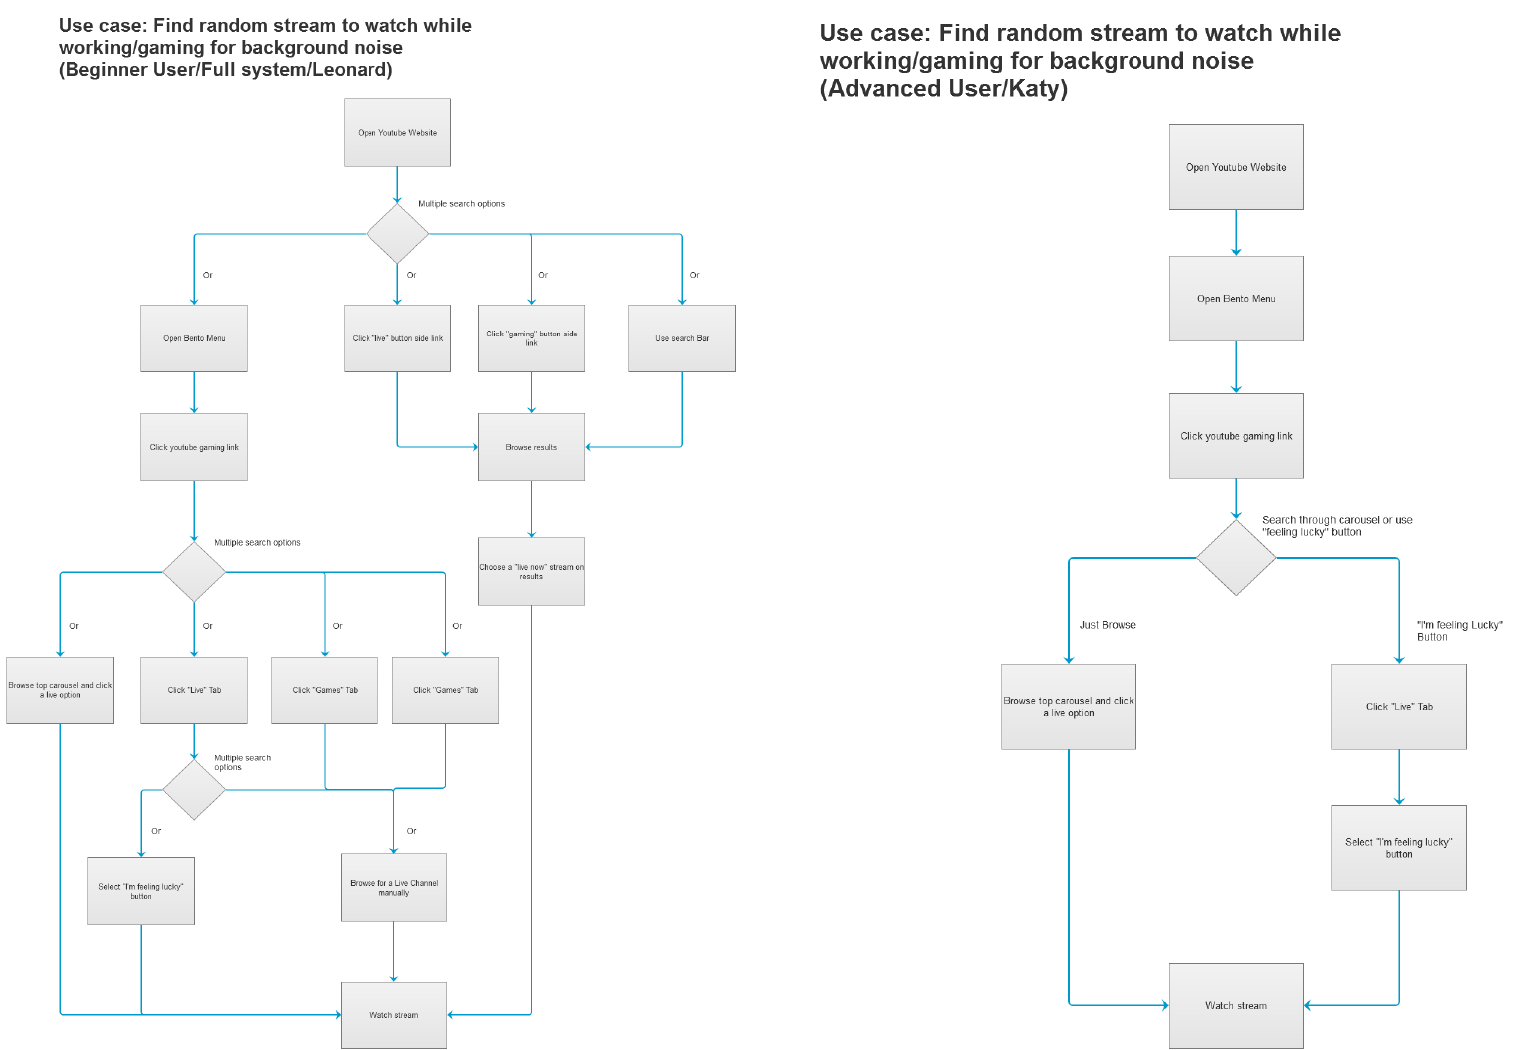 Use case: Find random stream to watch while
working/gaming for background noise
(Beginner User/Full system/Leonard)
Open Youtube Website
Multiple search options
Or
Or
Or
Or
Open Bento Menu
Click "live" button side link
Click "gaming" button side
link
Use search Bar
Click youtube gaming link
Browse results
Multiple search options
Choose a "live now" stream on
results
Or
Or
Or
Or
Browse top carousel and click
a live option
Click "Live" Tab
Click "Games" Tab
Click "Games" Tab
Multiple search
options
Or
Or
Select "I'm feeling lucky"
button
Browse for a Live Channel
manually
Watch stream
Use case: Find random stream to watch while
working/gaming for background noise
(Advanced User/Katy)
Open Youtube Website
Open Bento Menu
Click youtube gaming link
Search through carousel or use
"feeling lucky" button
Just Browse
"I'm feeling Lucky"
Button
Browse top carousel and click
a live option
Click "Live" Tab
Select "I'm feeling lucky"
button
Watch stream